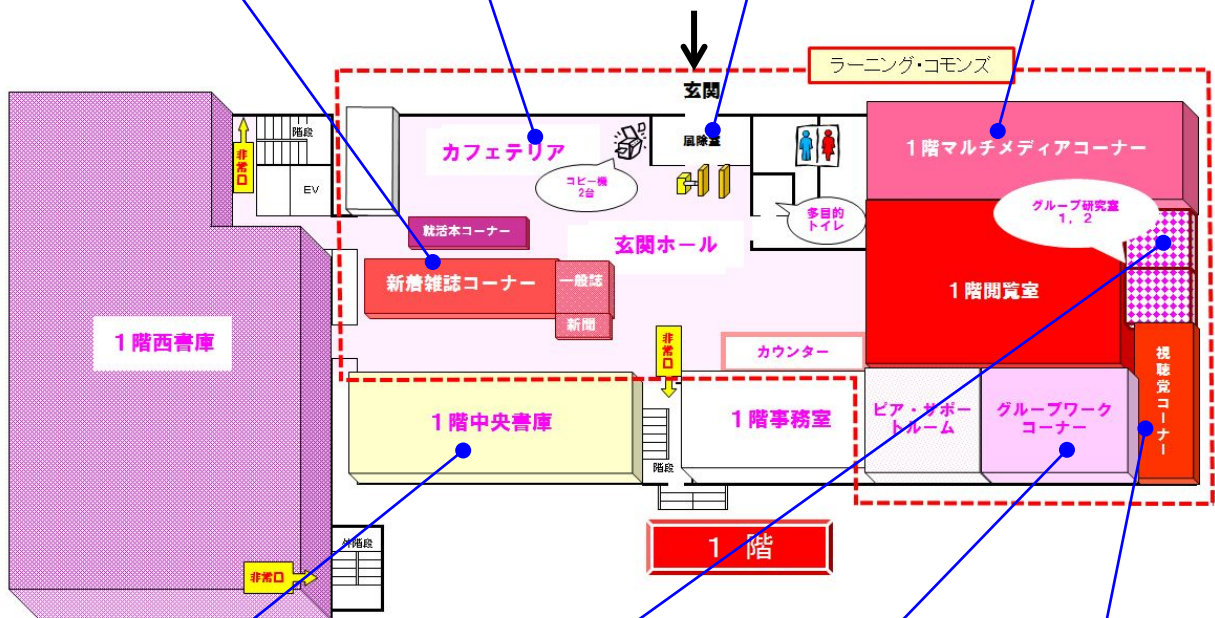 ラーニング・コモンズ
玄関
階段
非常口
EV
カフェテリア
コピー機
2台
風除室
1階マルチメディアコーナー
グループ研究室
1，2
多目的
トイレ
就活本コーナー
玄関ホール
新着雑誌コーナー
一般誌
新聞
1階閲覧室
1階西書庫
非常口
カウンター
視聴覚コーナー
1階中央書庫
1階事務室
ピア・サポー
トルーム
グループワーク
コーナー
階段
1 階
外階段
非常口